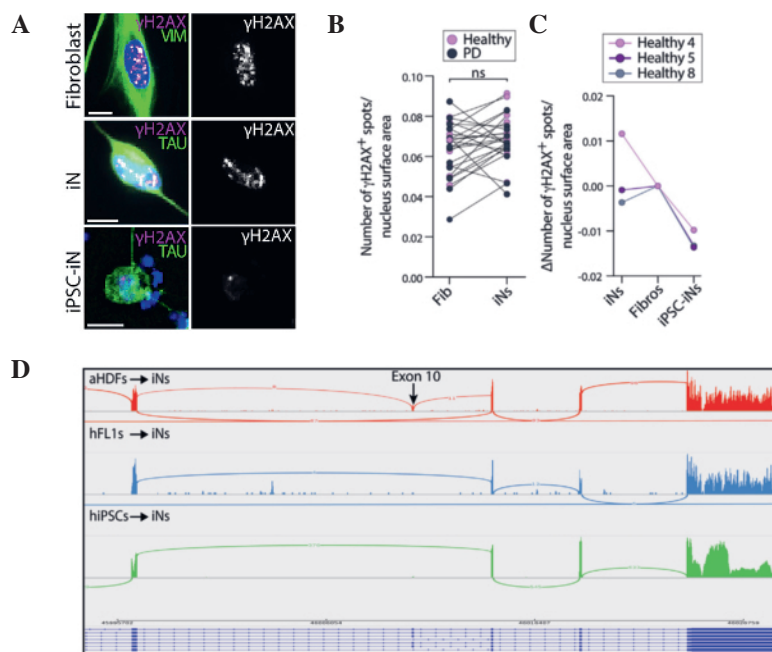 A
Fibroblast
γH2AX
VIM
γH2AX
iN
γH2AX
TAU
γH2AX
iPSC-iN
γH2AX
TAU
γH2AX
B
Healthy
PD
ns
Number of γH2AX+ spots/
nucleus surface area
0.10
0.08
0.06
0.04
0.02
0.00
Fib
iNs
C
Healthy 4
Healthy 5
Healthy 8
ΔNumber of γH2AX+ spots/
nucleus surface area
0.02
0.01
0.00
-0.01
-0.02
iNs
Fibros
iPSC-iNs
D
aHDFs→iNs
Exon 10
hFL1s→iNs
hiPSCs→iNs